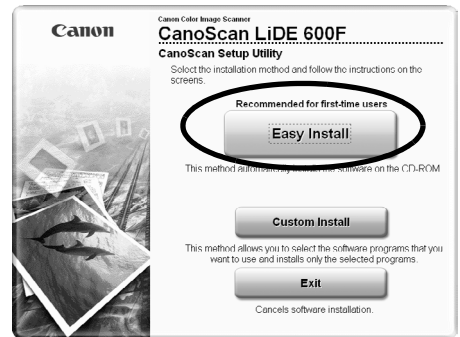 Canon
Canon Color Image Scanner
CanoScan LiDE 600F
CanoScan Setup Utility
Select the installation method and follow the instructions on the
screens.
Recommended for first-time users
Easy Install
This method automatically the software on the CD-ROM
Custom Install
This method allows you to select the software programs that you
want to use and installs only the selected programs.
Exit
Cancels software installation.